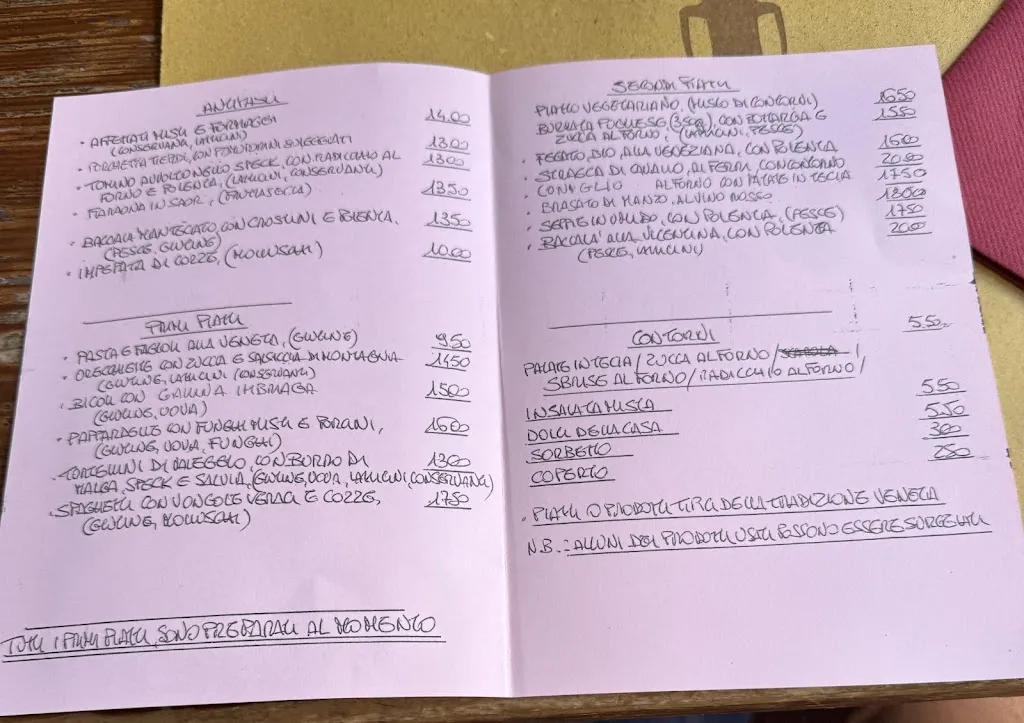 ANTIPASTI
• AFFETTATI MISTI E FORMAGGI 14.00
(CONSERVANTI, LATTICINI)
• PORCHETTA TIEPIDA, CON POMODORINI 13.00
• TOMINO AVVOLTO NELLO SPECK, CON RADICCHIO AL 13.00
FORNO E POLENTA, (LATTICINI, CONSERVANTI)
• FARAONA IN SAOR, (FRUTTA SECCA) 13.50
• BACCALÀ MANTECATO, CON CROSTINI E POLENTA, 13.50
(PESCE, GLUTINE)
• IMPEPATA DI COZZE, (MOLLUSCHI) 10.00
PRIMI PIATTI
• PASTA E FAGIOLI ALLA VENETA, (GLUTINE) 9.50
• ORECCHIETTE CON ZUCCA E SALSICCIA DI MONTAGNA 14.50
(GLUTINE, LATTICINI, CONSERVANTI)
• BIGOLI CON GALLINA IMBRIAGA 15.00
(GLUTINE, UOVA)
• PAPPARDELLE CON FUNGHI MISTI E PORCINI, 16.00
(GLUTINE, UOVA, FUNGHI)
• TORTELLINI DI VALEGGIO, CON BURRO DI 13.00
MALGA, SPECK E SALVIA, (GLUTINE, UOVA, LATTICINI, CONSERVANTI)
• SPAGHETTI CON VONGOLE VERACI E COZZE, 17.50
(GLUTINE, MOLLUSCHI)
TUTTI I PRIMI PIATTI, SONO PREPARATI AL MOMENTO
SECONDI PIATTI
PIATTO VEGETARIANO, (MISTO DI CONTORNI) 16.50
BURRATA PUGLIESE (350g), CON BOTTARGA E 15.50
ZUCCA AL FORNO, (LATTICINI, PESCE)
• FEGATO, BIO, ALLA VENEZIANA, CON POLENTA 16.00
• STRACCA DI CAVALLO, AL FERRI, CON CONTORNO 20.00
• CONIGLIO AL FORNO CON PATATE IN TECIA 17.50
• BRASATO DI MANZO, AL VINO ROSSO 18.00
• SEPPIE IN UMIDO, CON POLENTA, (PESCE) 17.50
• BACCALA' ALLA VICENTINA, CON POLENTA 20.00
(PESCE, LATTICINI)
CONTORNI 5.50
PATATE IN TECIA / ZUCCA AL FORNO /
SBRISE AL FORNO / RADICCHIO AL FORNO /
INSALATA MISTA 5.50
DOLCI DELLA CASA 5.50
SORBETTO 3.00
COPERTO 2.50
• PIATTI O PRODOTTI TIPICI DELLA TRADIZIONE VENETA
N.B.: ALCUNI DEI PRODOTTI USATI POSSONO ESSERE SURGELATI